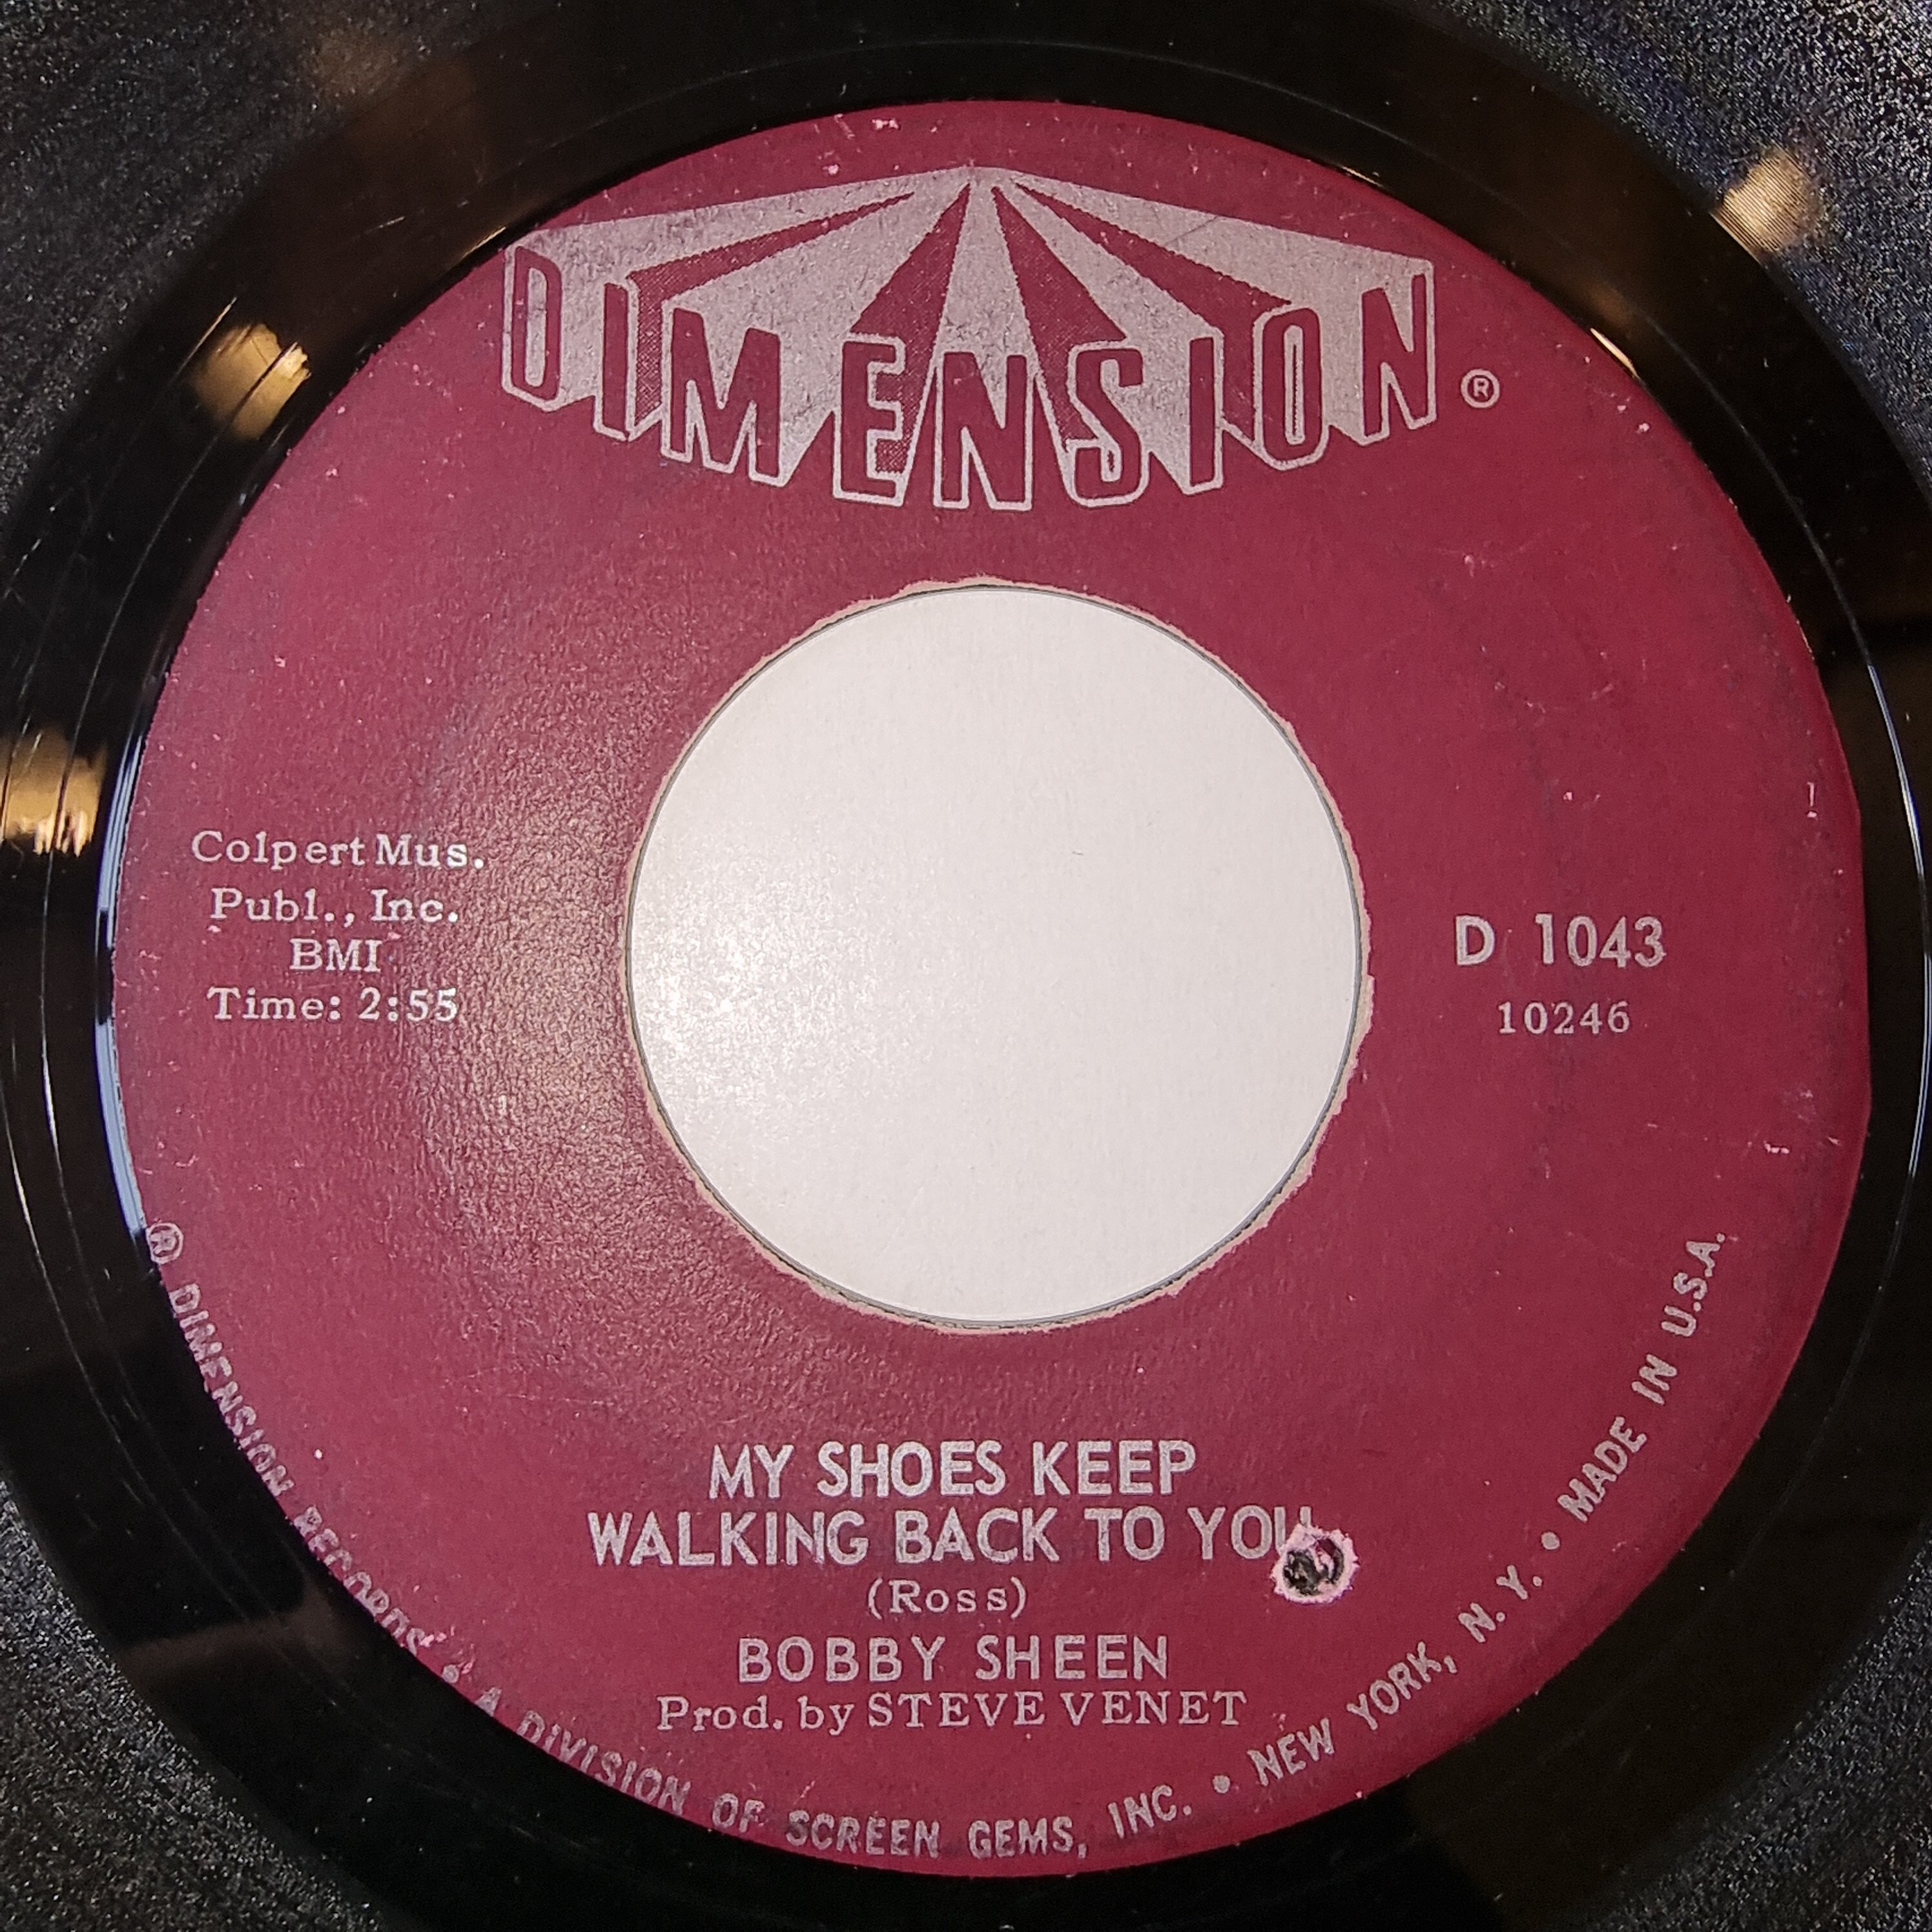 DIMENSION ®
Colpert Mus.
Publ., Inc.
BMI
Time: 2:55
D 1043
10246
MY SHOES KEEP
WALKING BACK TO YOU
(Ross)
BOBBY SHEEN
Prod. by STEVE VENET
® DIMENSION RECORDS • A DIVISION OF SCREEN GEMS, INC. • NEW YORK, N. Y. • MADE IN U.S.A.